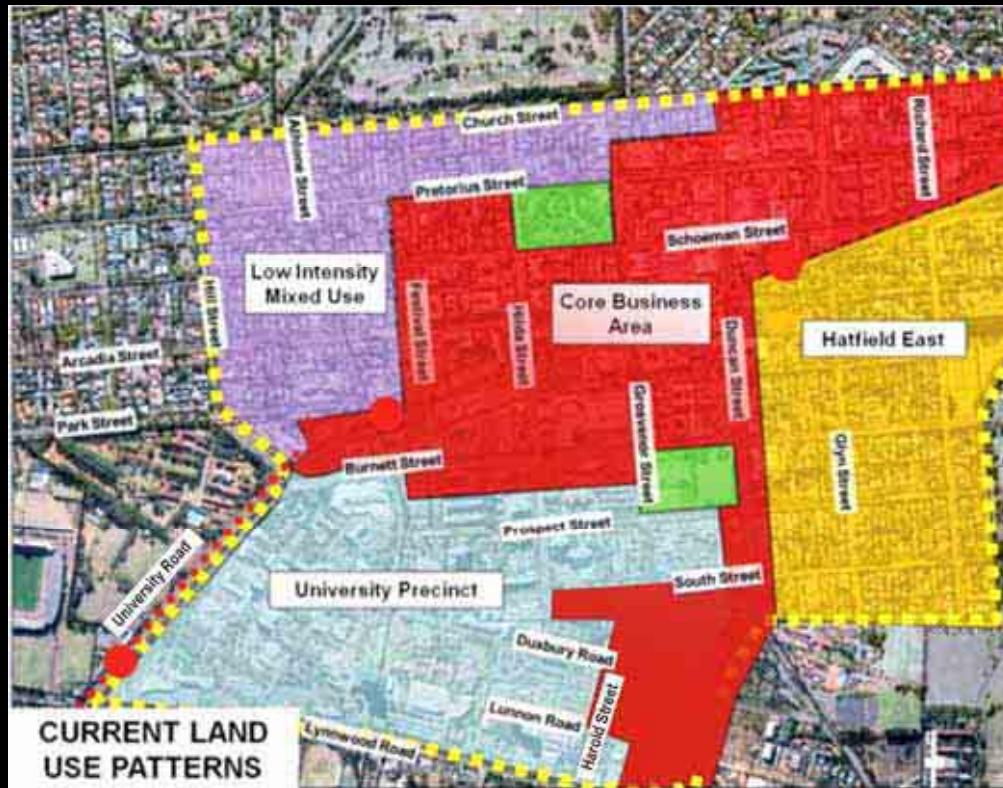 Church Street
Athlone Street
Richard Street
Pretorius Street
Schoeman Street
Low Intensity
Mixed Use
Core Business
Area
Hill Street
Festival Street
Hilda Street
Duncan Street
Hatfield East
Arcadia Street
Park Street
Grosvenor Street
Glyn Street
Burnett Street
Prospect Street
University Road
University Precinct
South Street
Duxbury Road
Lunnon Road
Harold Street
Lynnwood Road
CURRENT LAND
USE PATTERNS